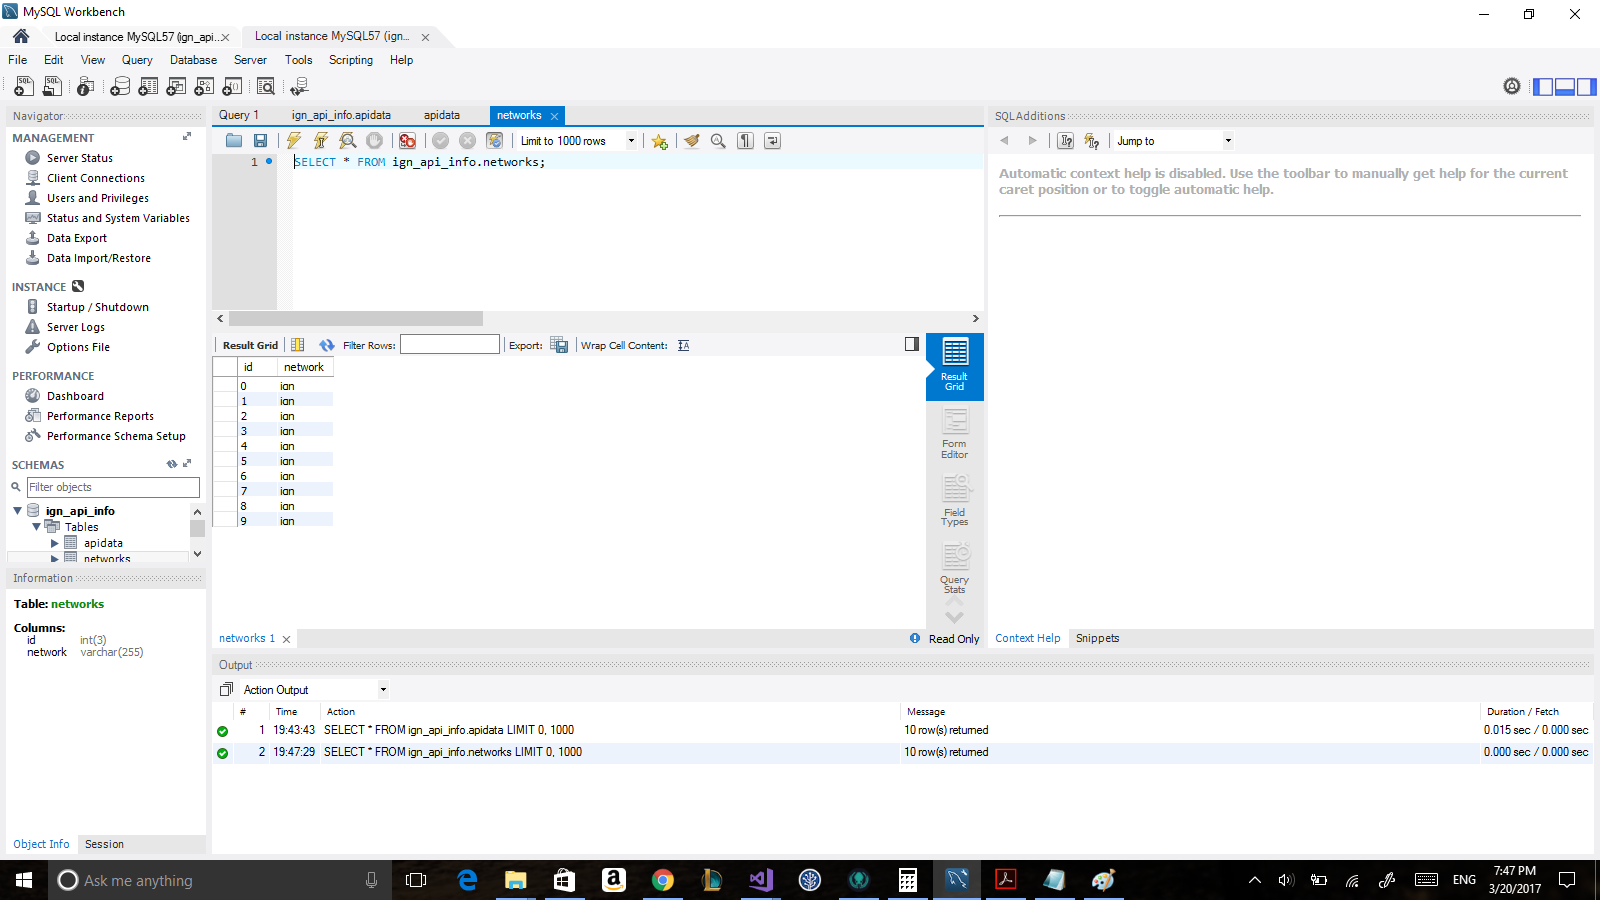 MySQL Workbench
Local instance MySQL57 (ign_api...
Local instance MySQL57 (ign...
File Edit View Query Database Server Tools Scripting Help
Navigator
MANAGEMENT
Server Status
Client Connections
Users and Privileges
Status and System Variables
Data Export
Data Import/Restore
INSTANCE
Startup / Shutdown
Server Logs
Options File
PERFORMANCE
Dashboard
Performance Reports
Performance Schema Setup
SCHEMAS
Filter objects
ign_api_info
Tables
apidata
networks
Information
Table: networks
Columns:
id int(3)
network varchar(255)
Object Info Session
Query 1 ign_api_info.apidata apidata networks
Limit to 1000 rows
1 SELECT * FROM ign_api_info.networks;
Result Grid Filter Rows: Export: Wrap Cell Content:
id network
0 ign
1 ign
2 ign
3 ign
4 ign
5 ign
6 ign
7 ign
8 ign
9 ign
Result
Grid
Form
Editor
Field
Types
Query
Stats
networks 1
Read Only
SQLAdditions
Jump to
Automatic context help is disabled. Use the toolbar to manually get help for the current
caret position or to toggle automatic help.
Context Help Snippets
Output
Action Output
# Time Action Message Duration / Fetch
1 19:43:43 SELECT * FROM ign_api_info.apidata LIMIT 0, 1000 10 row(s) returned 0.015 sec / 0.000 sec
2 19:47:29 SELECT * FROM ign_api_info.networks LIMIT 0, 1000 10 row(s) returned 0.000 sec / 0.000 sec
Ask me anything
ENG
7:47 PM
3/20/2017